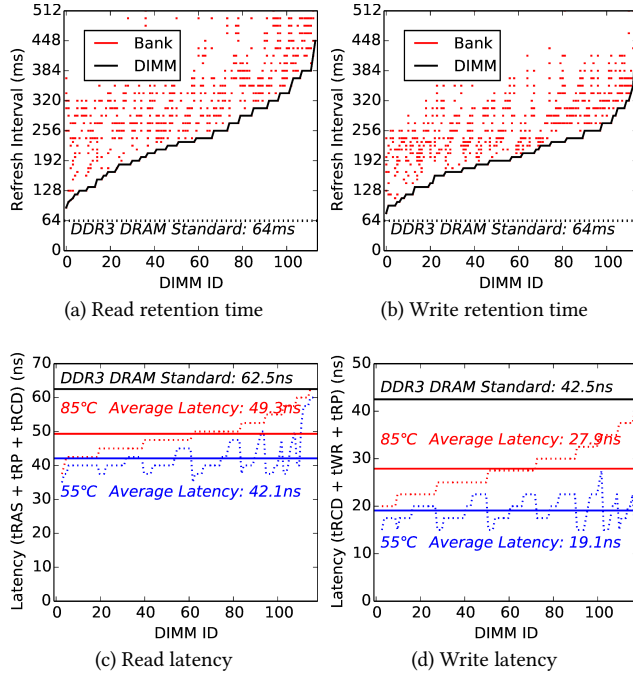 512
448
384
320
256
192
128
64
0
Refresh Interval (ms)
Bank
DIMM
DDR3 DRAM Standard: 64ms
0 20 40 60 80 100
DIMM ID
(a) Read retention time
512
448
384
320
256
192
128
64
0
Refresh Interval (ms)
Bank
DIMM
DDR3 DRAM Standard: 64ms
0 20 40 60 80 100
DIMM ID
(b) Write retention time
70
60
50
40
30
20
10
0
Latency (tRAS + tRP + tRCD) (ns)
DDR3 DRAM Standard: 62.5ns
85°C Average Latency: 49.3ns
55°C Average Latency: 42.1ns
0 20 40 60 80 100
DIMM ID
(c) Read latency
50
40
30
20
10
0
Latency (tRCD + tWR + tRP) (ns)
DDR3 DRAM Standard: 42.5ns
85°C Average Latency: 27.9ns
55°C Average Latency: 19.1ns
0 20 40 60 80 100
DIMM ID
(d) Write latency